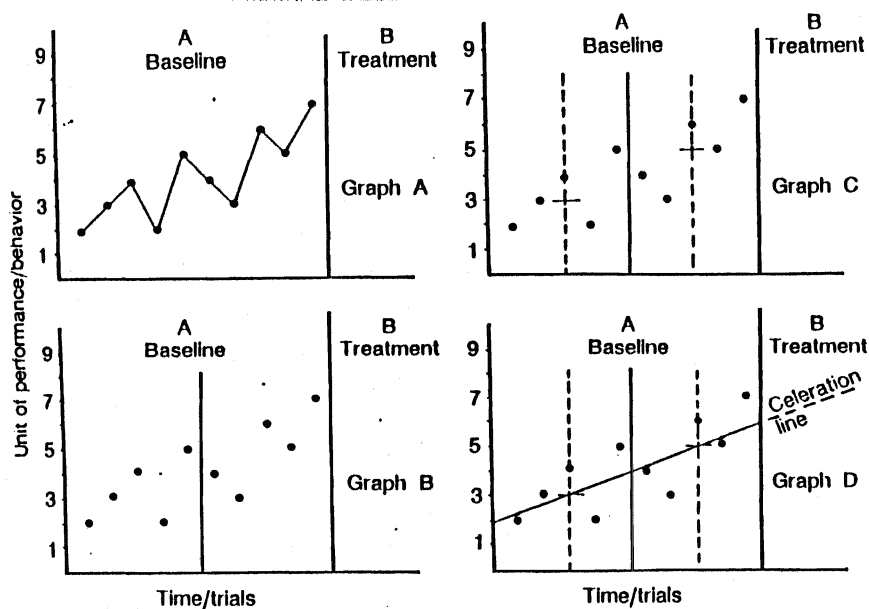 A
Baseline
B
Treatment
9
7
5
3
1
Graph A
A
Baseline
B
Treatment
9
7
5
3
1
Graph C
Unit of performance/behavior
A
Baseline
B
Treatment
9
7
5
3
1
Graph B
Time/trials
A
Baseline
B
Treatment
9
7
5
3
1
Celeration
line
Graph D
Time/trials